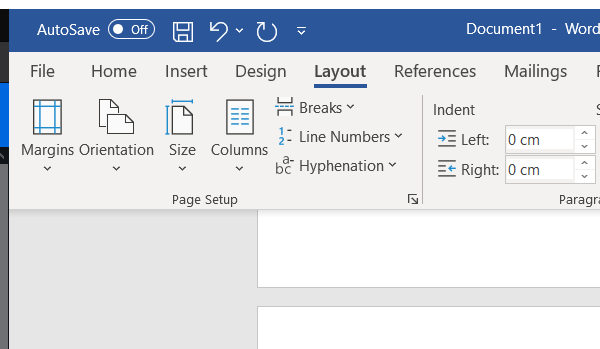 AutoSave Off Document1 - Word
File Home Insert Design Layout References Mailings
Margins Orientation Size Columns
Breaks
Line Numbers
Hyphenation
Page Setup
Indent
Left: 0 cm
Right: 0 cm